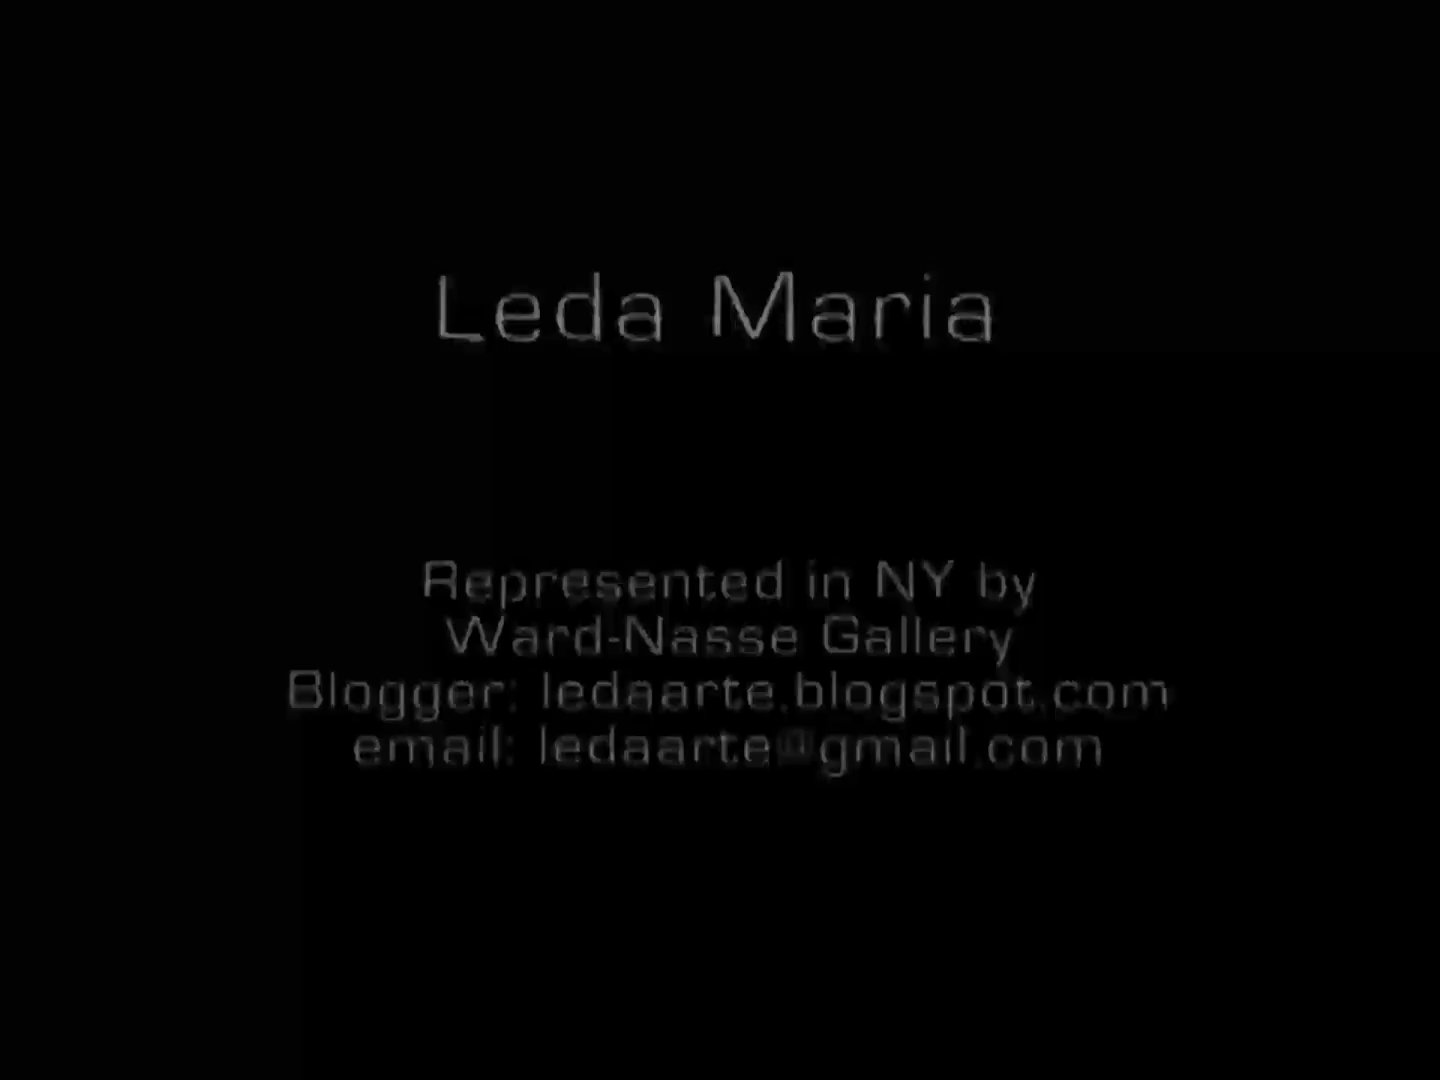 Leda Maria
Represented in NY by
Ward-Nasse Gallery
Blogger: ledaarte.blogspot.com
email: ledaarte@gmail.com